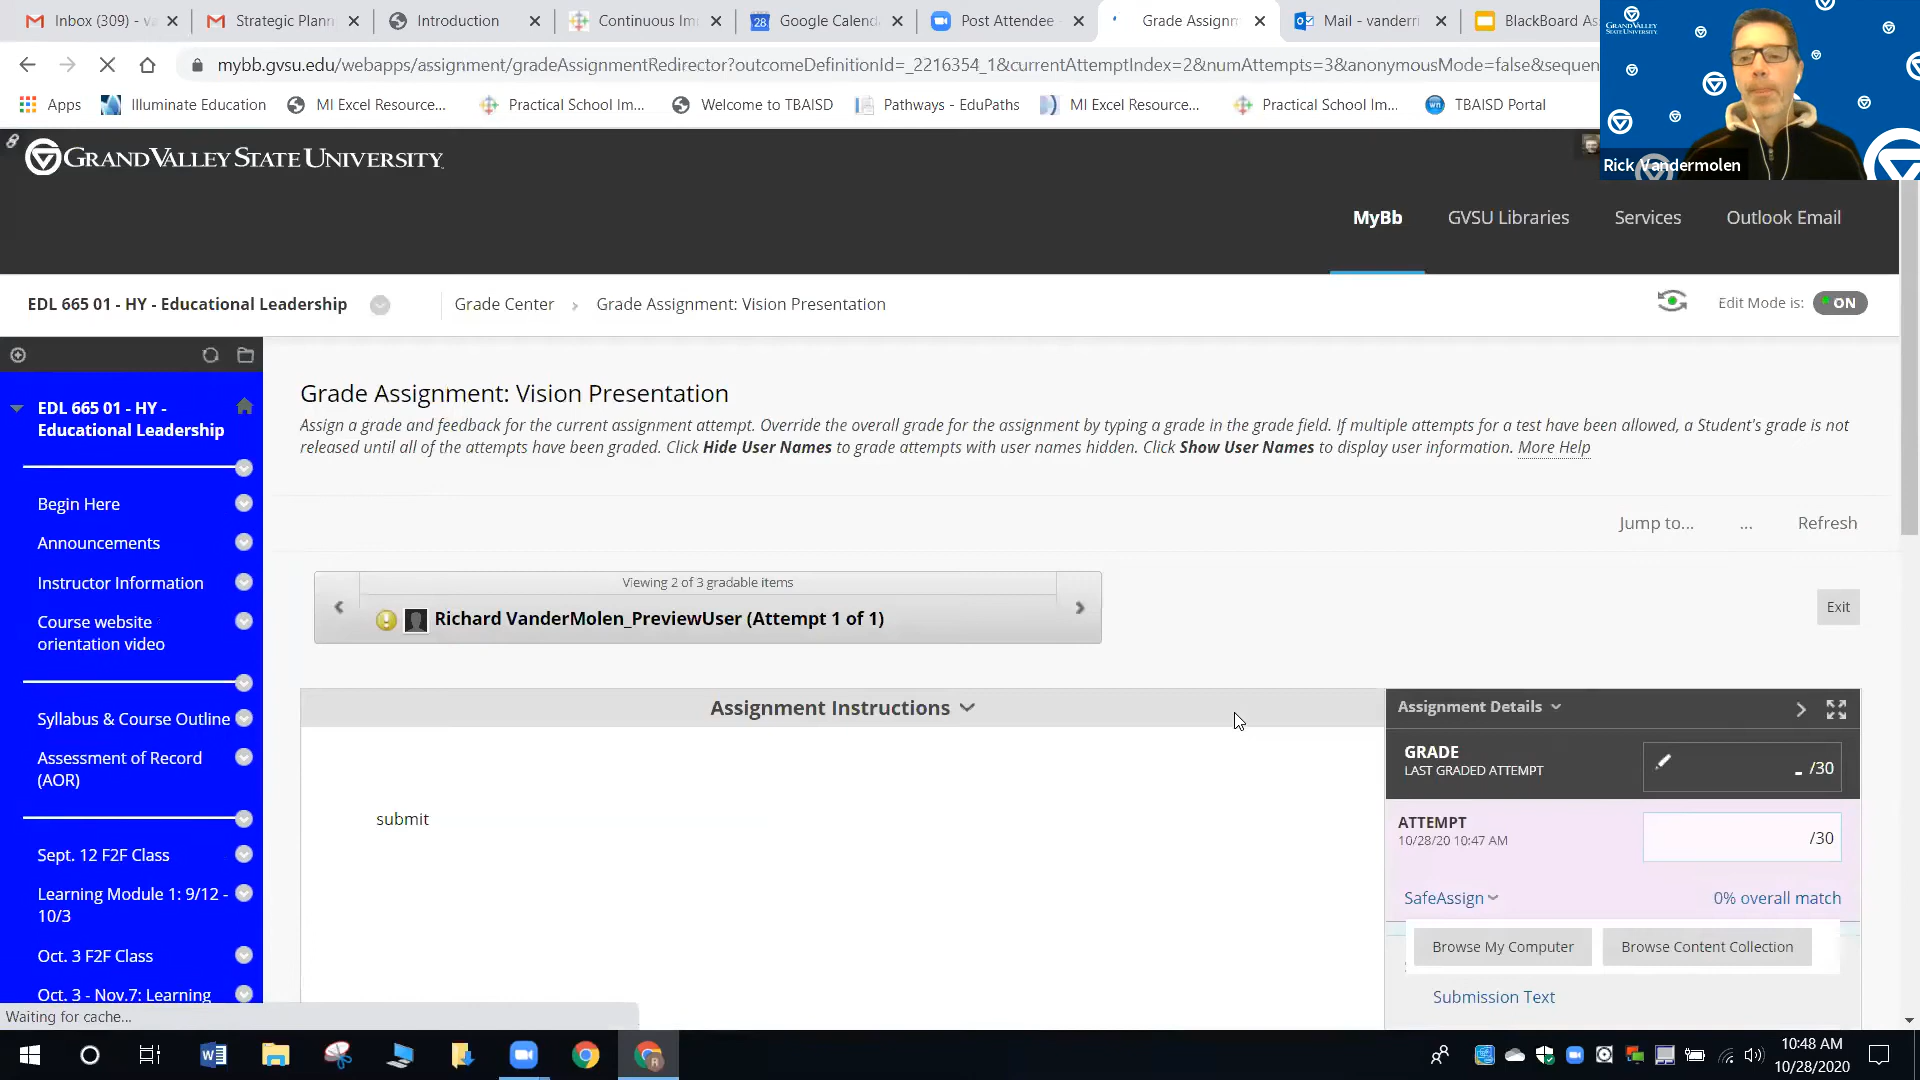 Inbox (309) - va
Strategic Plann
Introduction
Continuous Im
Google Calenda
Post Attendee -
Grade Assignm
Mail - vanderri
BlackBoard As
mybb.gvsu.edu/webapps/assignment/gradeAssignmentRedirector?outcomeDefinitionId=_2216354_1&currentAttemptIndex=2&numAttempts=3&anonymousMode=false&sequen
Apps
Illuminate Education
MI Excel Resource...
Practical School Im...
Welcome to TBAISD
Pathways - EduPaths
MI Excel Resource...
Practical School Im...
TBAISD Portal
GRAND VALLEY STATE UNIVERSITY
Rick Vandermolen
GRAND VALLEY STATE UNIVERSITY.
MyBb
GVSU Libraries
Services
Outlook Email
EDL 665 01 - HY - Educational Leadership
Grade Center
Grade Assignment: Vision Presentation
Edit Mode is:
ON
EDL 665 01 - HY -
Educational Leadership
Begin Here
Announcements
Instructor Information
Course website
orientation video
Syllabus & Course Outline
Assessment of Record
(AOR)
Sept. 12 F2F Class
Learning Module 1: 9/12 -
10/3
Oct. 3 F2F Class
Oct. 3 - Nov.7: Learning
Grade Assignment: Vision Presentation
Assign a grade and feedback for the current assignment attempt. Override the overall grade for the assignment by typing a grade in the grade field. If multiple attempts for a test have been allowed, a Student's grade is not
released until all of the attempts have been graded. Click Hide User Names to grade attempts with user names hidden. Click Show User Names to display user information. More Help
Jump to...
...
Refresh
Viewing 2 of 3 gradable items
Richard VanderMolen_PreviewUser (Attempt 1 of 1)
Exit
Assignment Instructions
submit
Assignment Details
GRADE
LAST GRADED ATTEMPT
- /30
ATTEMPT
10/28/20 10:47 AM
/30
SafeAssign
0% overall match
Browse My Computer
Browse Content Collection
Submission Text
Waiting for cache...
10:48 AM
10/28/2020